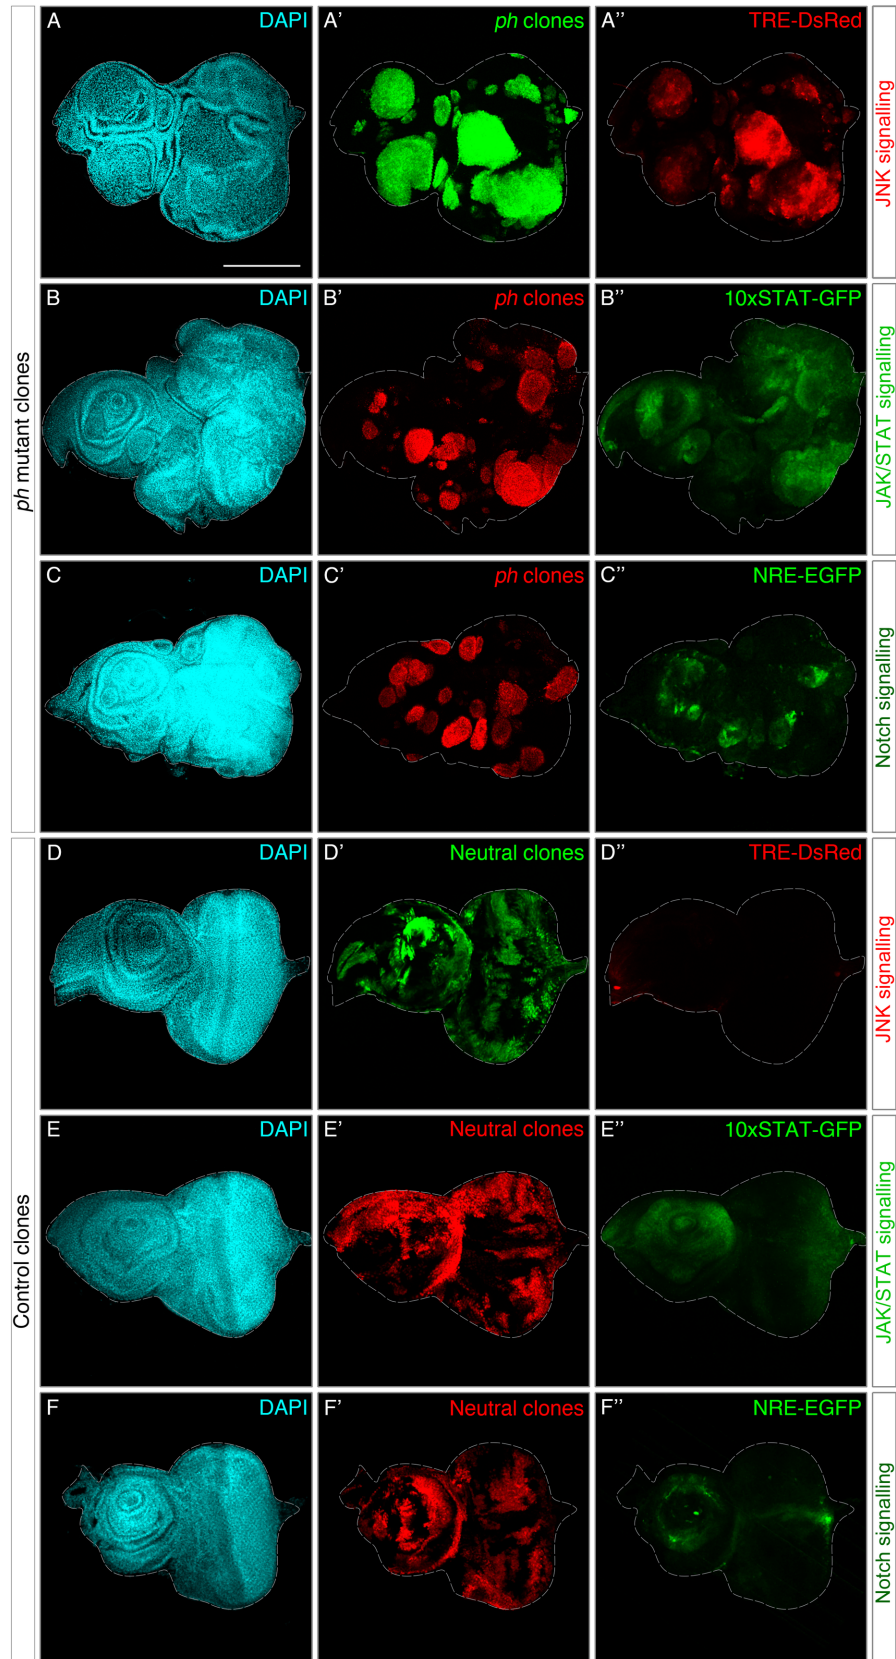 ph mutant clones
A DAPI
A' ph clones
A'' TRE-DsRed
JNK signalling
B DAPI
B' ph clones
B'' 10xSTAT-GFP
JAK/STAT signalling
C DAPI
C' ph clones
C'' NRE-EGFP
Notch signalling
Control clones
D DAPI
D' Neutral clones
D'' TRE-DsRed
JNK signalling
E DAPI
E' Neutral clones
E'' 10xSTAT-GFP
JAK/STAT signalling
F DAPI
F' Neutral clones
F'' NRE-EGFP
Notch signalling